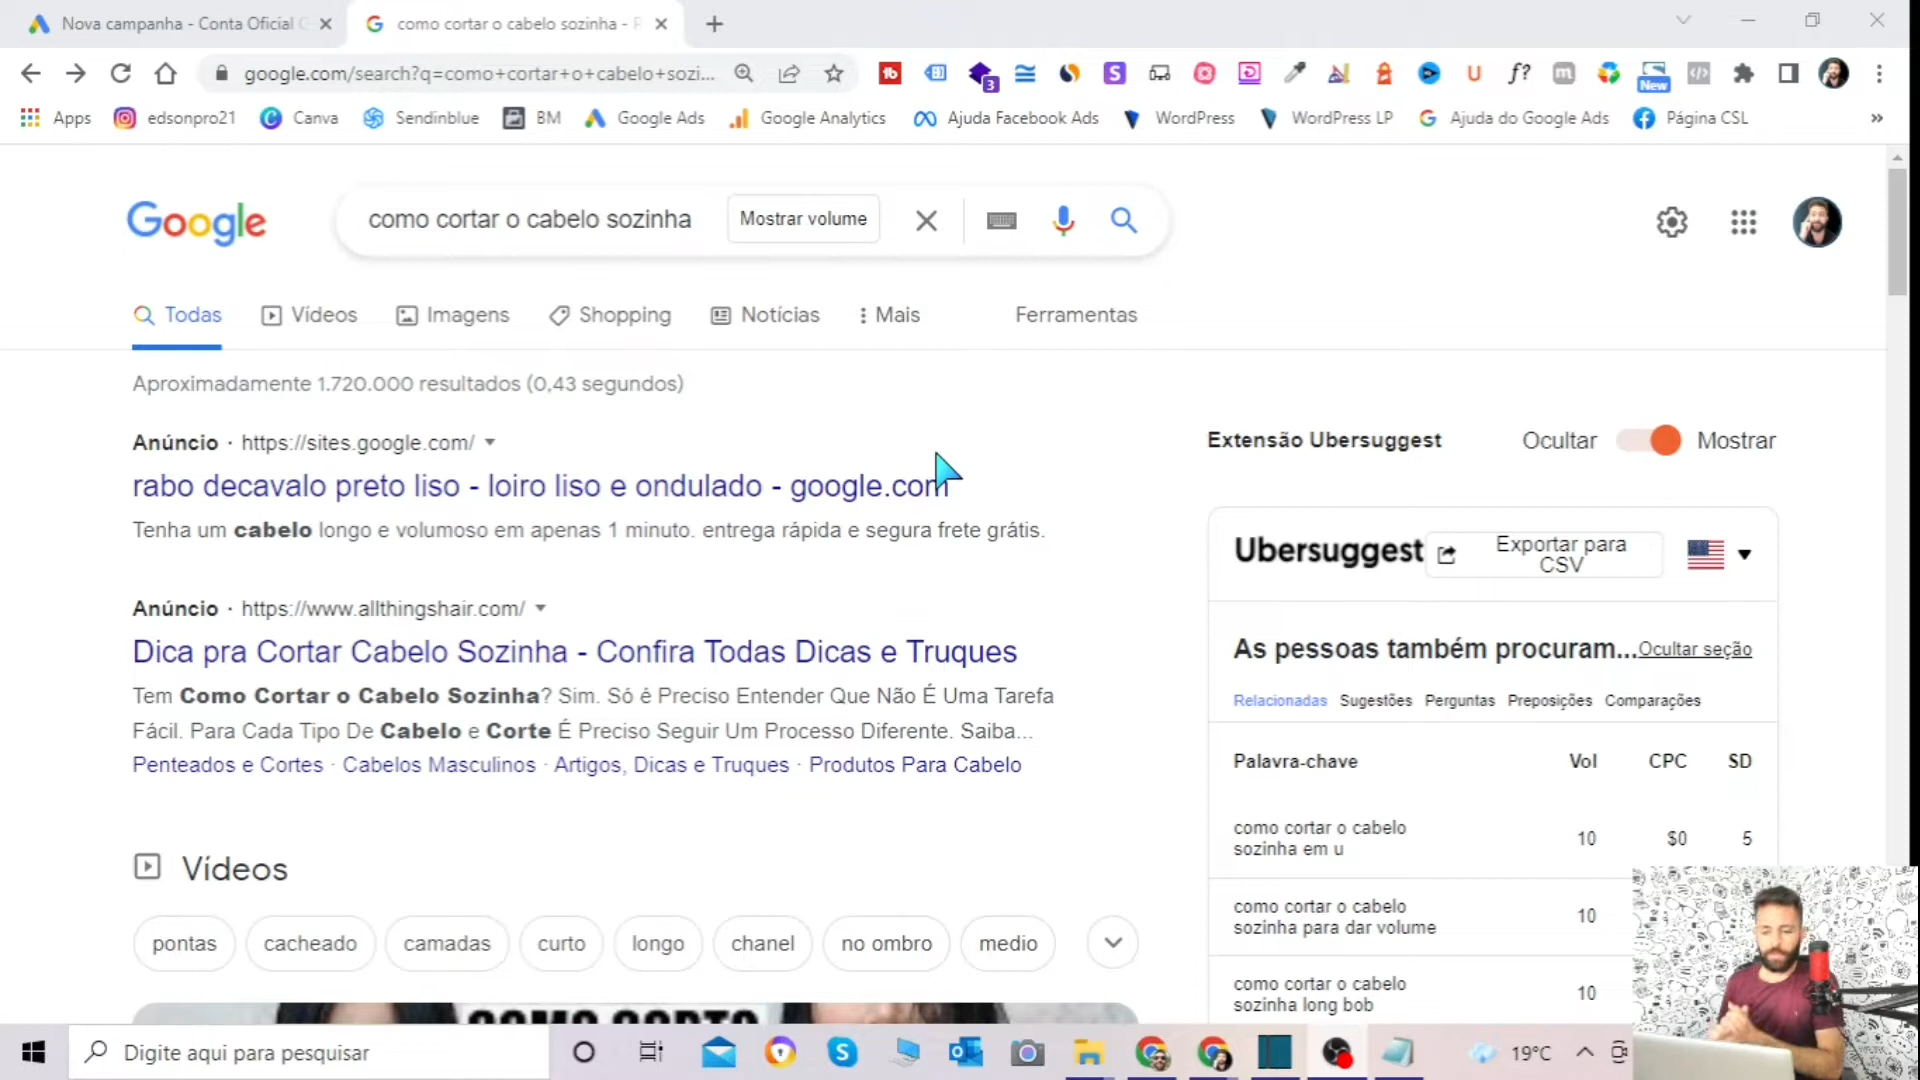 Nova campanha - Conta Oficial
como cortar o cabelo sozinha -
google.com/search?q=como+cortar+o+cabelo+sozi...
3
New
Apps
edsonpro21
Canva
Sendinblue
BM
Google Ads
Google Analytics
Ajuda Facebook Ads
WordPress
WordPress LP
Ajuda do Google Ads
Página CSL
»
Google
como cortar o cabelo sozinha
Mostrar volume
Todas
Vídeos
Imagens
Shopping
Notícias
Mais
Ferramentas
Aproximadamente 1.720.000 resultados (0,43 segundos)
Anúncio · https://sites.google.com/
rabo decavalo preto liso - loiro liso e ondulado - google.com
Tenha um cabelo longo e volumoso em apenas 1 minuto. entrega rápida e segura frete grátis.
Anúncio · https://www.allthingshair.com/
Dica pra Cortar Cabelo Sozinha - Confira Todas Dicas e Truques
Tem Como Cortar o Cabelo Sozinha? Sim. Só é Preciso Entender Que Não É Uma Tarefa
Fácil. Para Cada Tipo De Cabelo e Corte É Preciso Seguir Um Processo Diferente. Saiba...
Penteados e Cortes · Cabelos Masculinos · Artigos, Dicas e Truques · Produtos Para Cabelo
Vídeos
pontas
cacheado
camadas
curto
longo
chanel
no ombro
medio
COMO CORTO
Extensão Ubersuggest
Ocultar
Mostrar
Ubersuggest
Exportar para
CSV
As pessoas também procuram...
Ocultar seção
Relacionadas
Sugestões
Perguntas
Preposições
Comparações
Palavra-chave
Vol
CPC
SD
como cortar o cabelo
sozinha em u
10
$0
5
como cortar o cabelo
sozinha para dar volume
10
como cortar o cabelo
sozinha long bob
10
Digite aqui para pesquisar
19°C